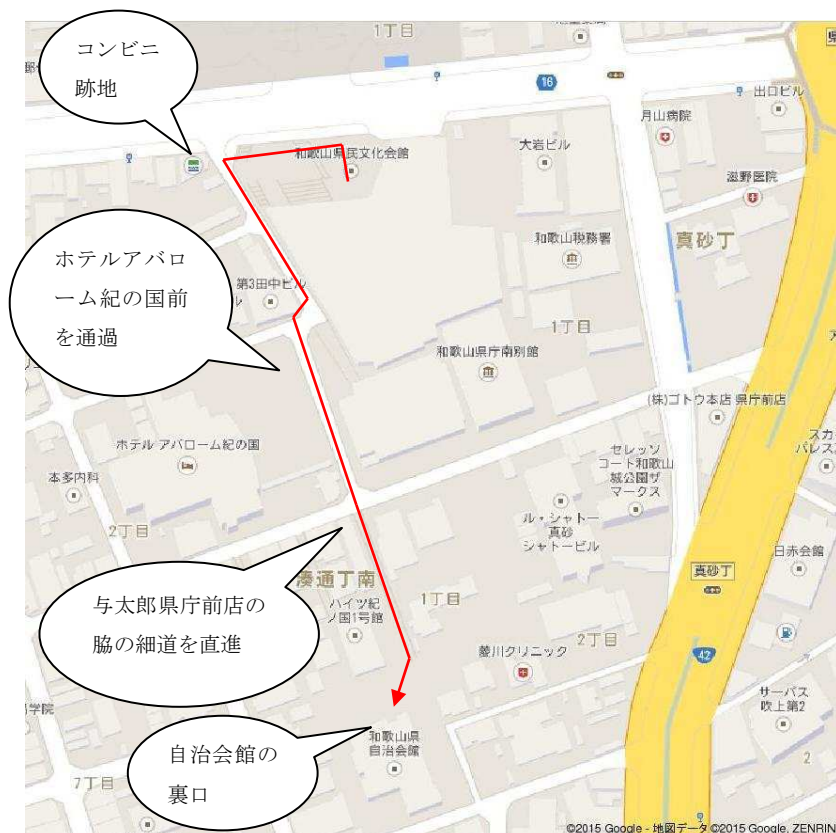 コンビニ
跡地
1丁目
16
出口ビル
月山病院
和歌山県民文化会館
大岩ビル
滋野医院
真砂丁
和歌山税務署
ホテルアバロ
ーム紀の国前
を通過
第3田中ビル
1丁目
和歌山県庁南別館
(株)ゴトウ本店 県庁前店
ホテル アバローム紀の国
本多内科
セレッソ
コート和歌山
城公園ザ
マークス
スカ
パレス
2丁目
ル・シャトー
真砂
シャトービル
日赤会館
真砂丁
湊通丁南
与太郎県庁前店の
脇の細道を直進
ハイツ紀
ノ国1号館
1丁目
2丁目
菱川クリニック
42
サーパス
吹上第2
学院
自治会館の
裏口
和歌山県
自治会館
7丁目
2
©2015 Google - 地図データ ©2015 Google, ZENRIN